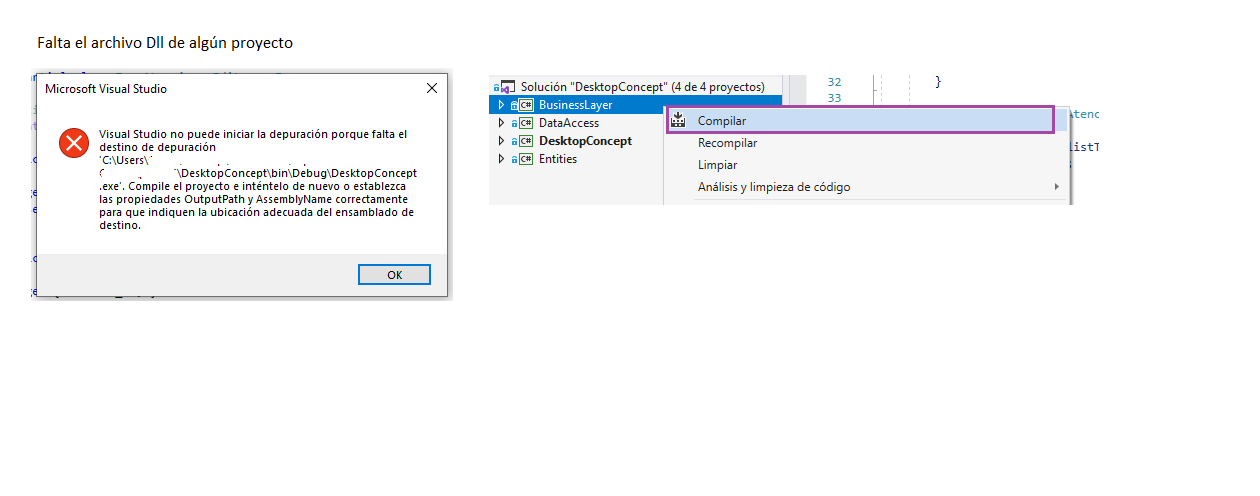 Falta el archivo Dll de algún proyecto
Microsoft Visual Studio
Visual Studio no puede iniciar la depuración porque falta el
destino de depuración
'C:\Users\
\DesktopConcept\bin\Debug\DesktopConcept
.exe'. Compile el proyecto e inténtelo de nuevo o establezca
las propiedades OutputPath y AssemblyName correctamente
para que indiquen la ubicación adecuada del ensamblado de
destino.
OK
Solución "DesktopConcept" (4 de 4 proyectos)
C# BusinessLayer
C# DataAccess
C# DesktopConcept
C# Entities
32 }
33
Compilar
Recompilar
Limpiar
Análisis y limpieza de código